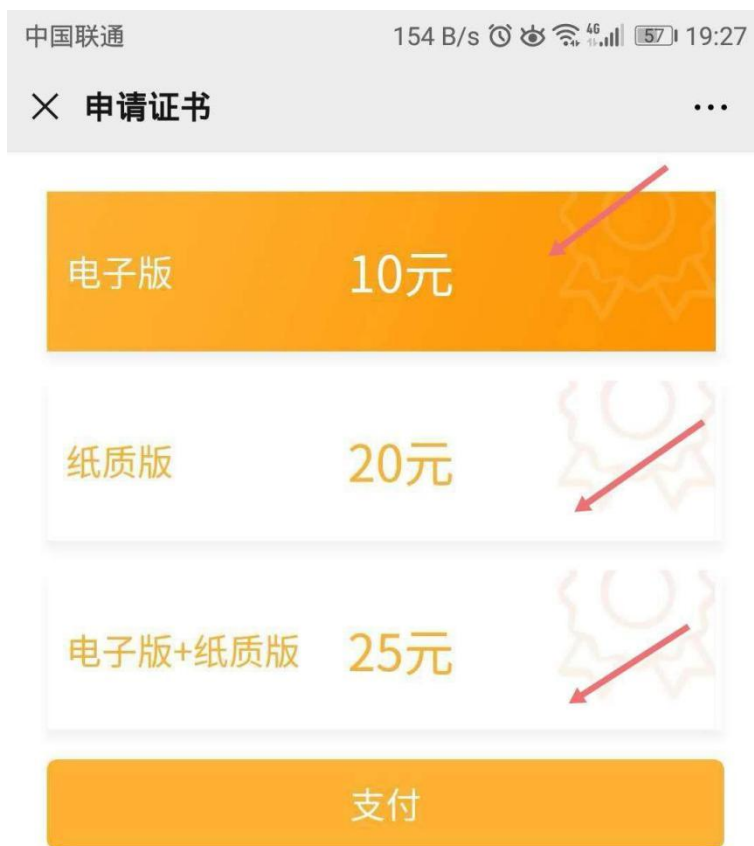 中国联通 154 B/s 46 57 19:27
申请证书
电子版 10元
纸质版 20元
电子版+纸质版 25元
支付